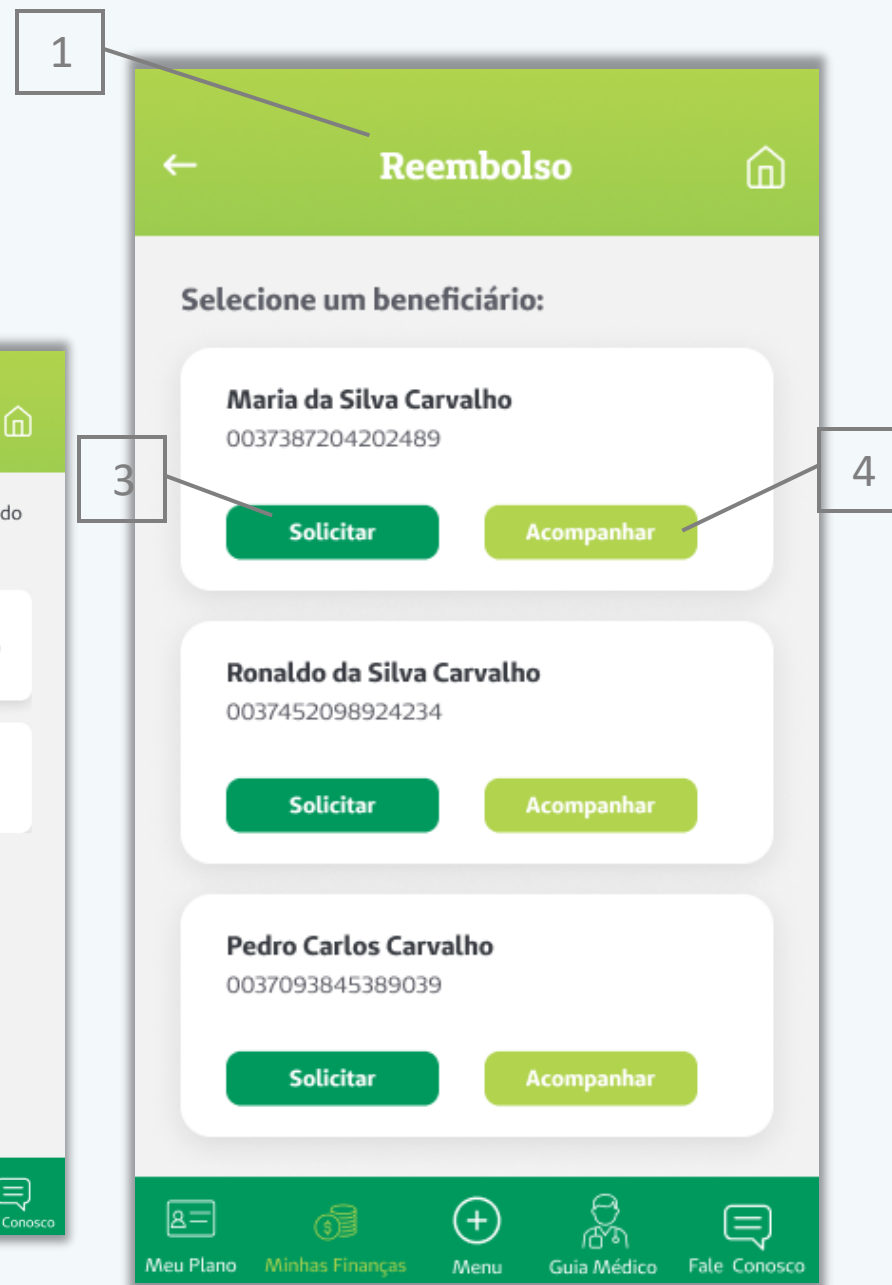 1
Reembolso
Selecione um beneficiário:
Maria da Silva Carvalho
0037387204202489
3
4
Solicitar Acompanhar
do
Ronaldo da Silva Carvalho
0037452098924234
Solicitar Acompanhar
Pedro Carlos Carvalho
0037093845389039
Solicitar Acompanhar
Conosco
Meu Plano Minhas Finanças Menu Guia Médico Fale Conosco